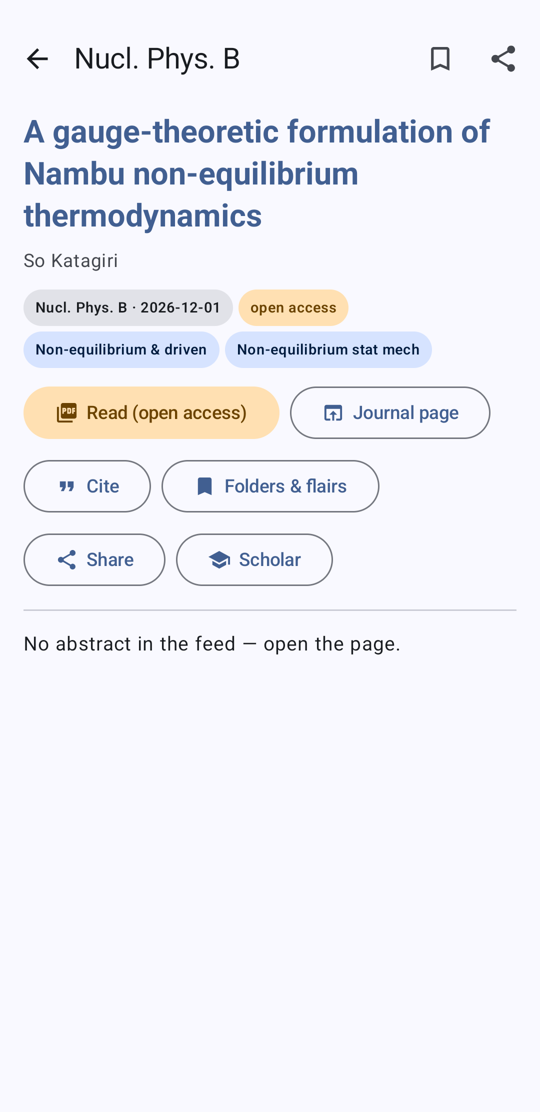 Nucl. Phys. B
A gauge-theoretic formulation of
Nambu non-equilibrium
thermodynamics
So Katagiri
Nucl. Phys. B · 2026-12-01
open access
Non-equilibrium & driven
Non-equilibrium stat mech
PDF
Read (open access)
Journal page
Cite
Folders & flairs
Share
Scholar
No abstract in the feed — open the page.